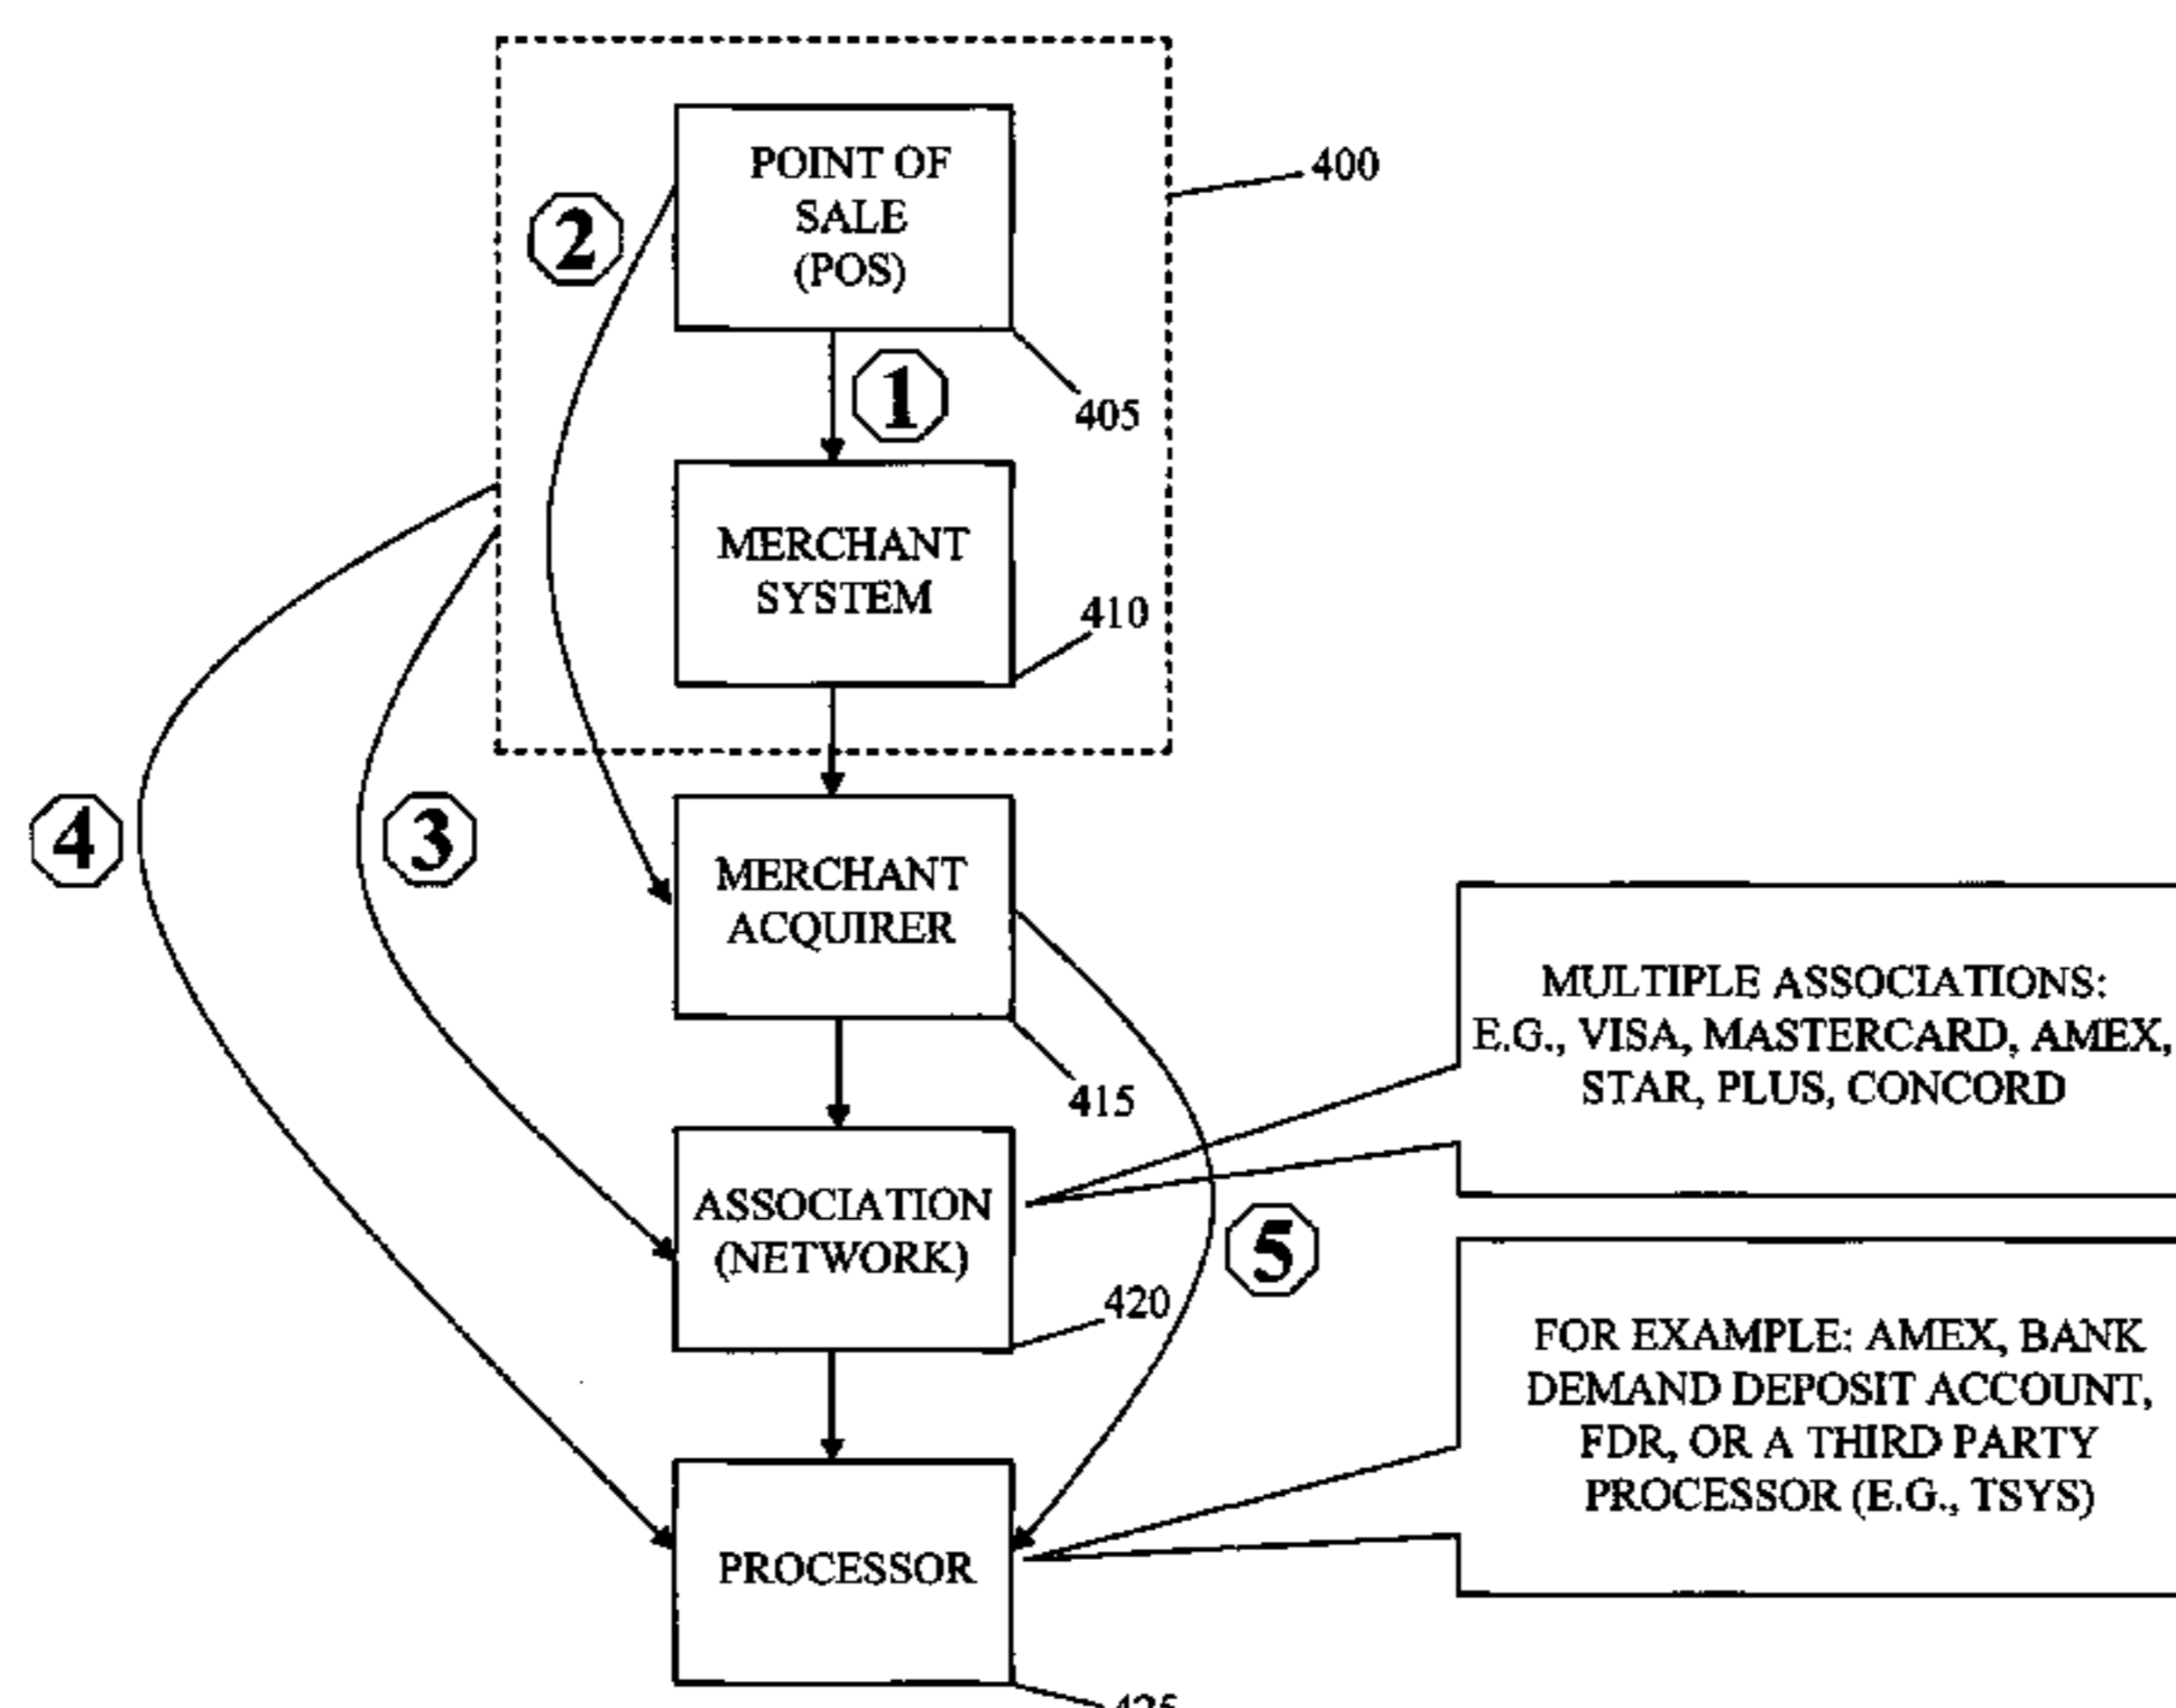 POINT OF
SALE
(POS)
400
2
1
405
MERCHANT
SYSTEM
410
4
3
MERCHANT
ACQUIRER
415
MULTIPLE ASSOCIATIONS:
E.G., VISA, MASTERCARD, AMEX,
STAR, PLUS, CONCORD
ASSOCIATION
(NETWORK)
420
5
FOR EXAMPLE: AMEX, BANK
DEMAND DEPOSIT ACCOUNT,
FDR, OR A THIRD PARTY
PROCESSOR (E.G., TSYS)
PROCESSOR